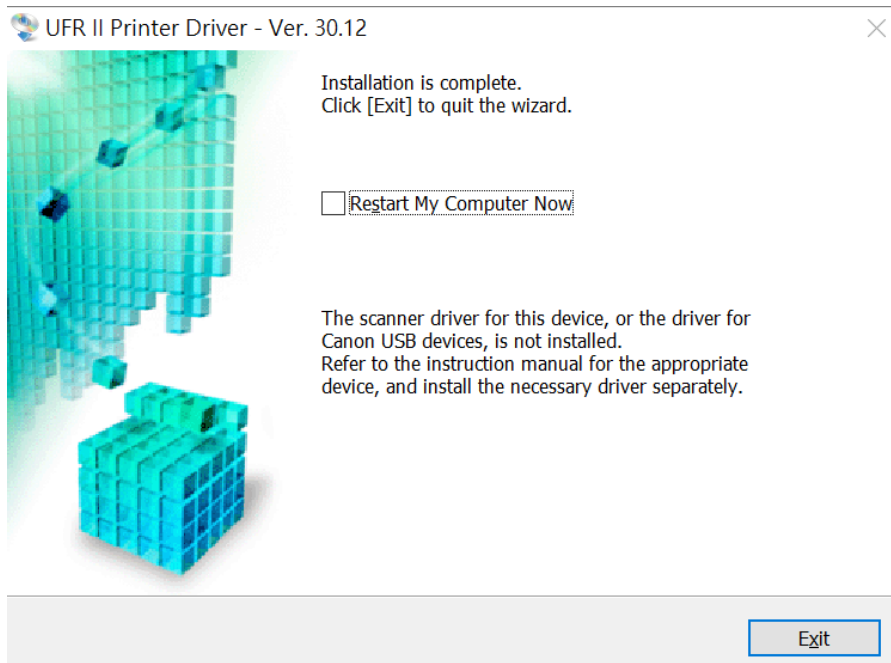 UFR II Printer Driver - Ver. 30.12
Installation is complete.
Click [Exit] to quit the wizard.
Restart My Computer Now
The scanner driver for this device, or the driver for
Canon USB devices, is not installed.
Refer to the instruction manual for the appropriate
device, and install the necessary driver separately.
Exit